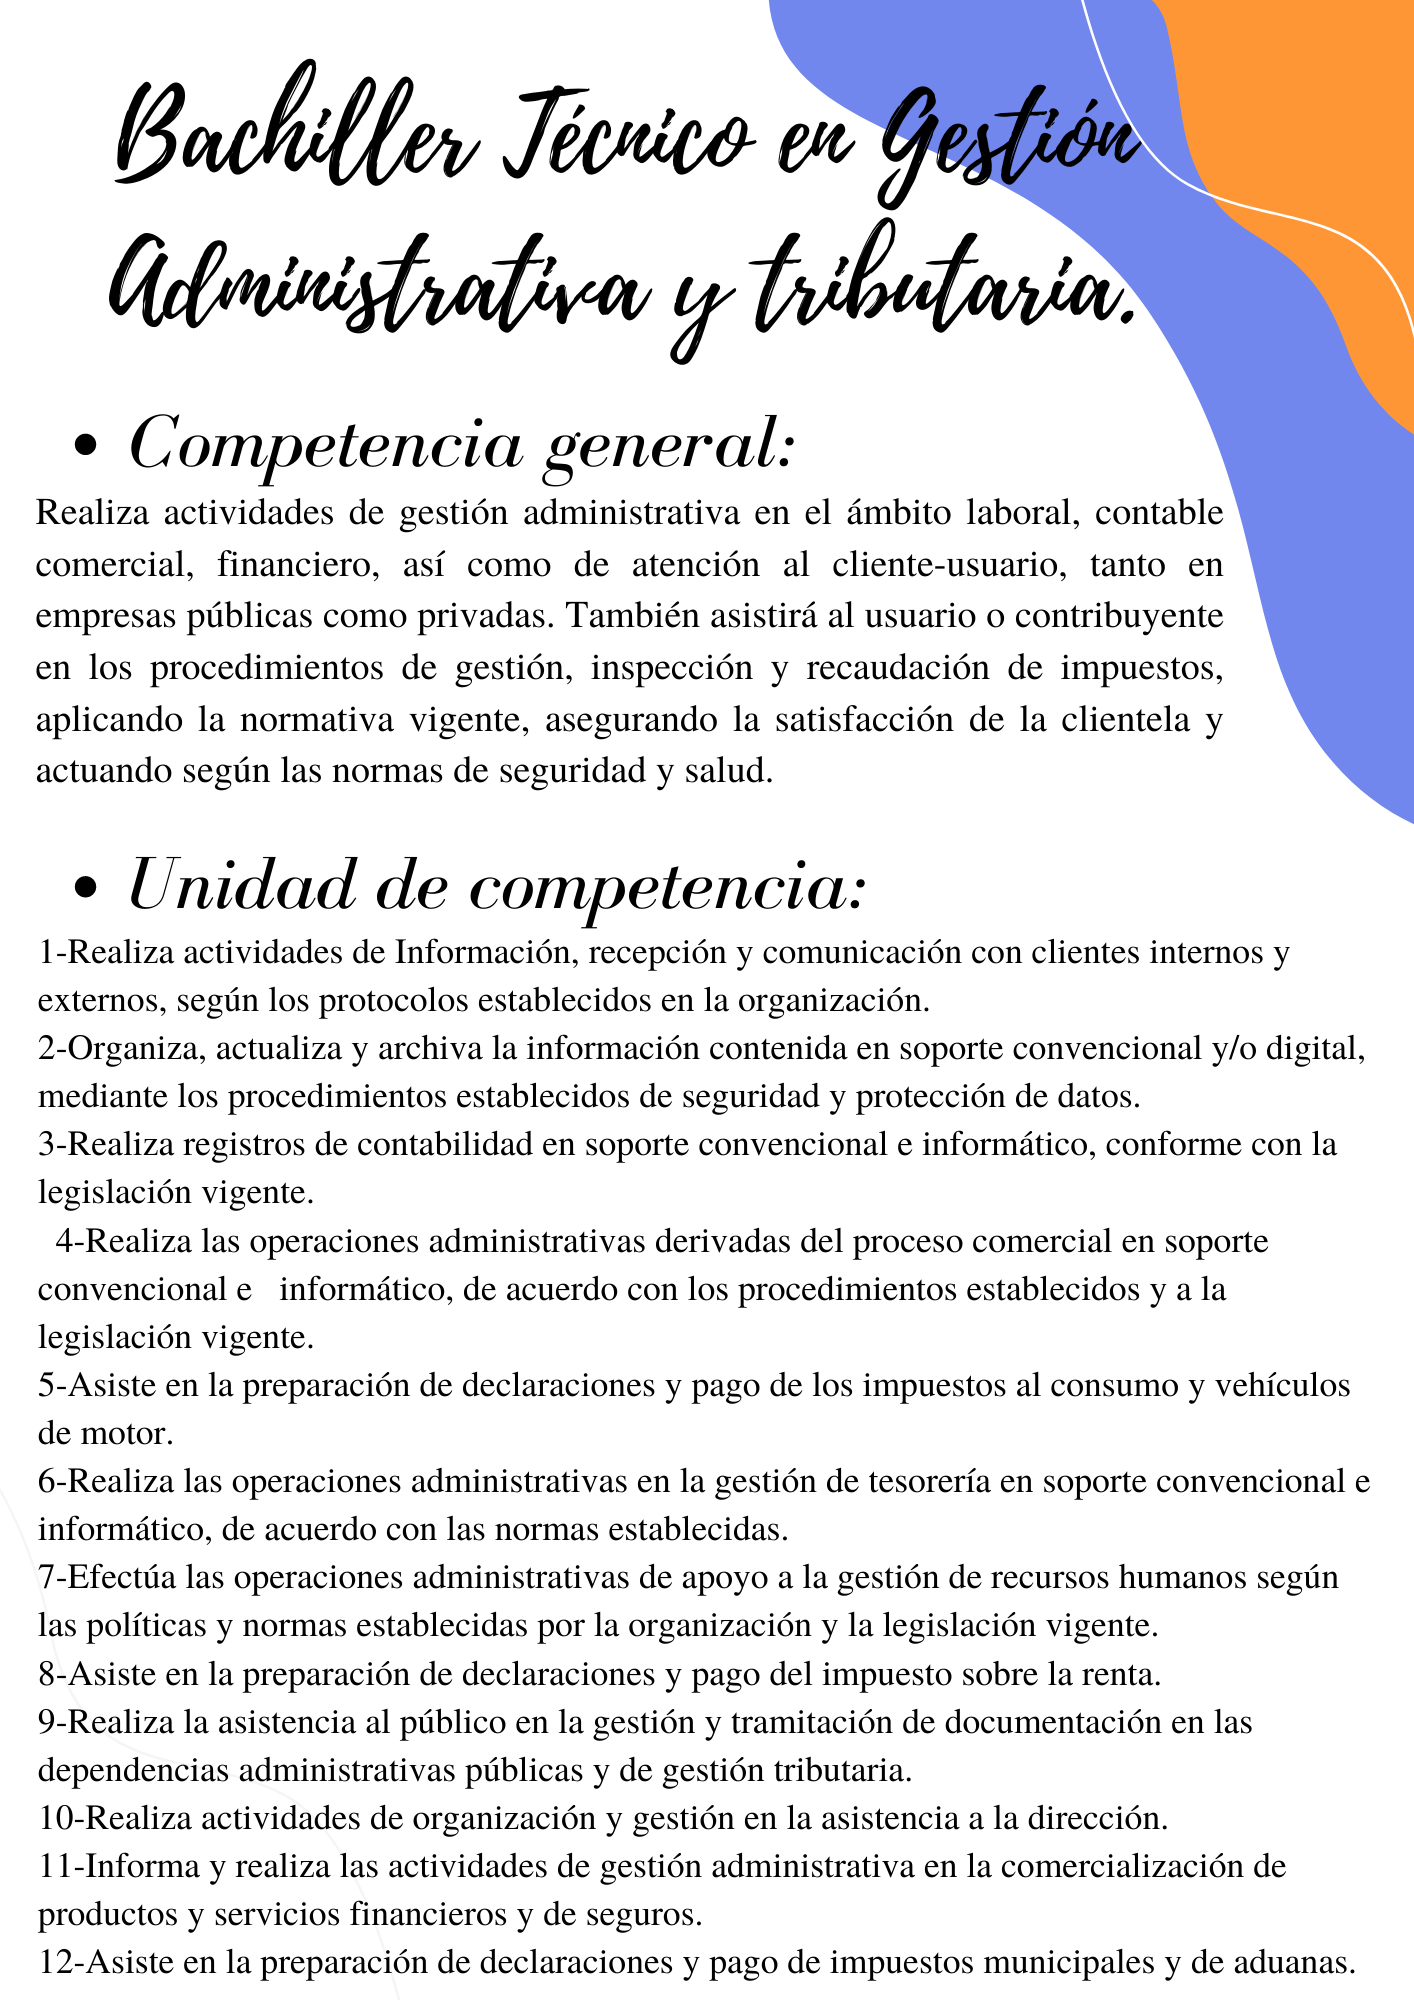 Bachiller Técnico en Gestión
Administrativa y tributaria.
• Competencia general:
Realiza actividades de gestión administrativa en el ámbito laboral, contable
comercial, financiero, así como de atención al cliente-usuario, tanto en
empresas públicas como privadas. También asistirá al usuario o contribuyente
en los procedimientos de gestión, inspección y recaudación de impuestos,
aplicando la normativa vigente, asegurando la satisfacción de la clientela y
actuando según las normas de seguridad y salud.
• Unidad de competencia:
1-Realiza actividades de Información, recepción y comunicación con clientes internos y
externos, según los protocolos establecidos en la organización.
2-Organiza, actualiza y archiva la información contenida en soporte convencional y/o digital,
mediante los procedimientos establecidos de seguridad y protección de datos.
3-Realiza registros de contabilidad en soporte convencional e informático, conforme con la
legislación vigente.
4-Realiza las operaciones administrativas derivadas del proceso comercial en soporte
convencional e informático, de acuerdo con los procedimientos establecidos y a la
legislación vigente.
5-Asiste en la preparación de declaraciones y pago de los impuestos al consumo y vehículos
de motor.
6-Realiza las operaciones administrativas en la gestión de tesorería en soporte convencional e
informático, de acuerdo con las normas establecidas.
7-Efectúa las operaciones administrativas de apoyo a la gestión de recursos humanos según
las políticas y normas establecidas por la organización y la legislación vigente.
8-Asiste en la preparación de declaraciones y pago del impuesto sobre la renta.
9-Realiza la asistencia al público en la gestión y tramitación de documentación en las
dependencias administrativas públicas y de gestión tributaria.
10-Realiza actividades de organización y gestión en la asistencia a la dirección.
11-Informa y realiza las actividades de gestión administrativa en la comercialización de
productos y servicios financieros y de seguros.
12-Asiste en la preparación de declaraciones y pago de impuestos municipales y de aduanas.